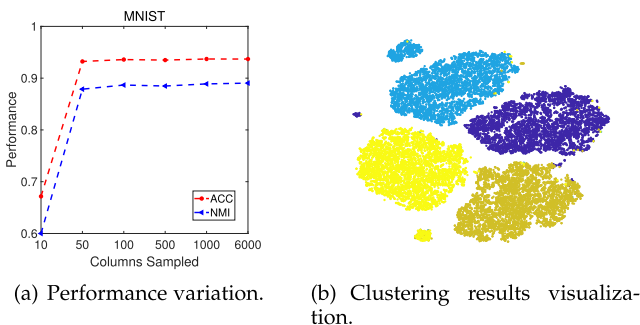 MNIST
1
0.9
0.8
0.7
0.6
Performance
ACC
NMI
10 50 100 500 1000 6000
Columns Sampled
(a) Performance variation.
(b) Clustering results visualiza-
tion.